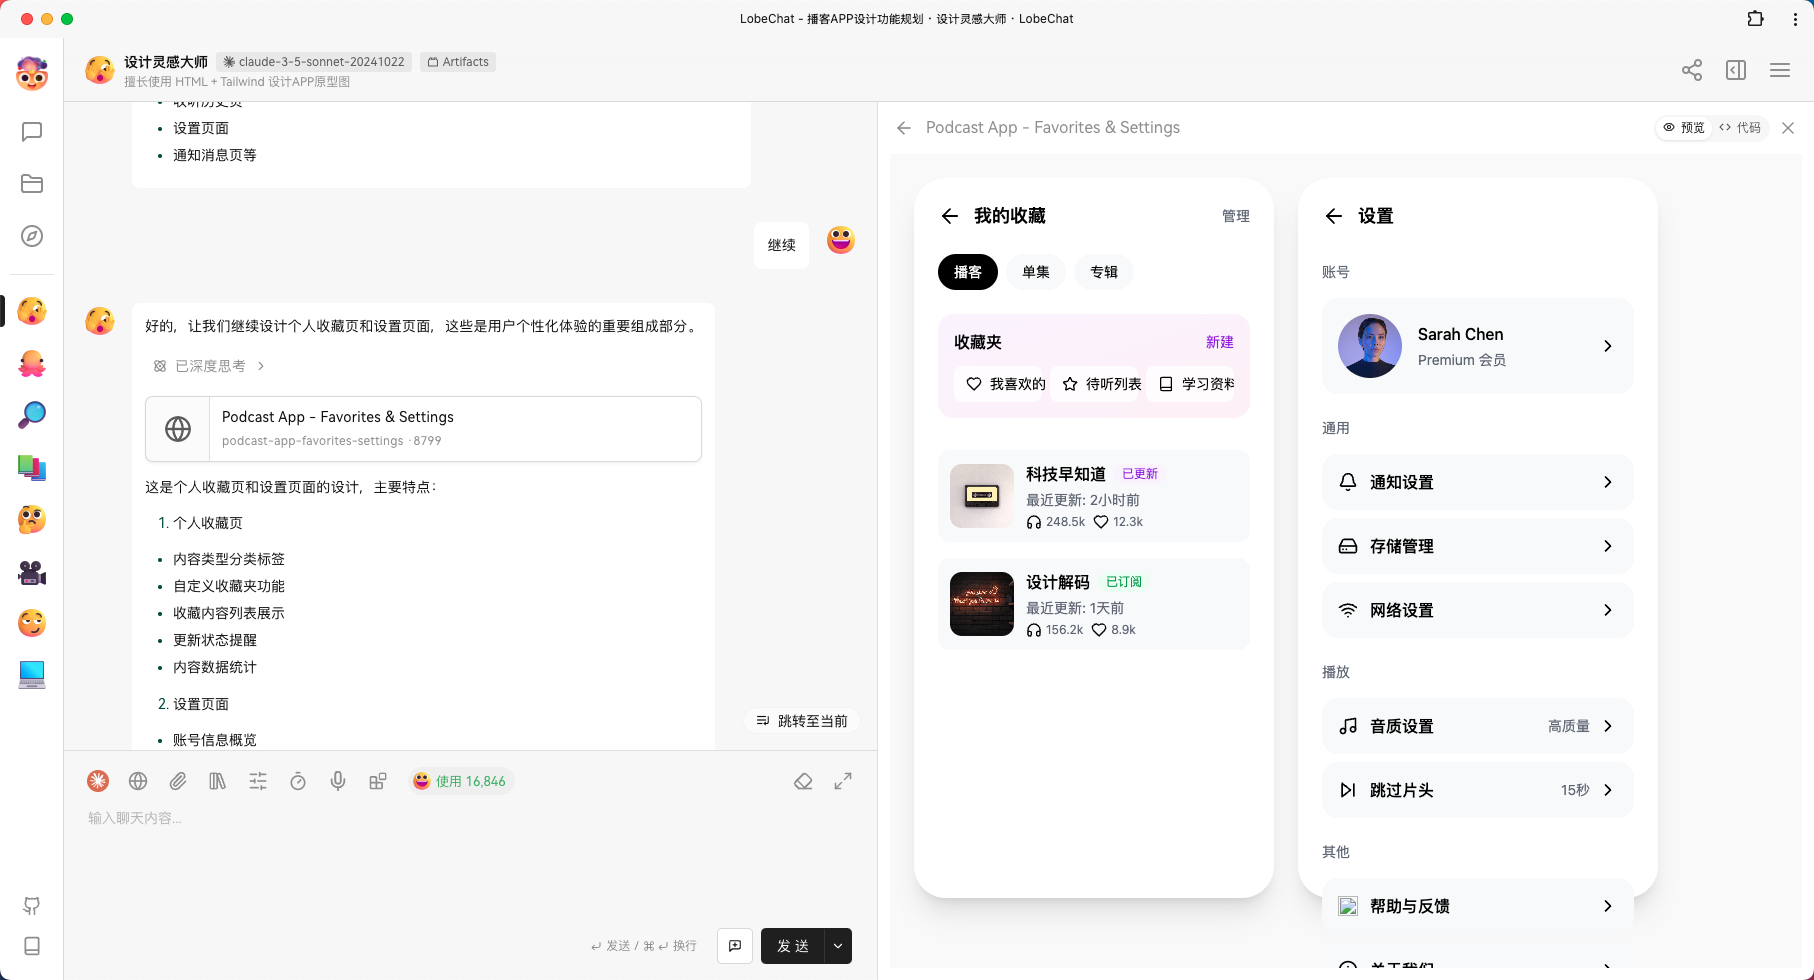 LobeChat - 播客APP设计功能规划 · 设计灵感大师 · LobeChat
设计灵感大师 claude-3-5-sonnet-20241022 Artifacts
擅长使用 HTML + Tailwind 设计APP原型图
收听历史页
设置页面
通知消息页等
继续
好的，让我们继续设计个人收藏页和设置页面，这些是用户个性化体验的重要组成部分。
已深度思考
Podcast App - Favorites & Settings
podcast-app-favorites-settings · 8799
这是个人收藏页和设置页面的设计，主要特点：
1. 个人收藏页
内容类型分类标签
自定义收藏夹功能
收藏内容列表展示
更新状态提醒
内容数据统计
2. 设置页面
账号信息概览
跳转至当前
使用 16,846
输入聊天内容...
↵ 发送 / ⌘ ↵ 换行
发 送
Podcast App - Favorites & Settings
预览 代码
我的收藏 管理
播客 单集 专辑
收藏夹 新建
我喜欢的 待听列表 学习资料
科技早知道 已更新
最近更新: 2小时前
248.5k 12.3k
设计解码 已订阅
最近更新: 1天前
156.2k 8.9k
设置
账号
Sarah Chen
Premium 会员
通用
通知设置
存储管理
网络设置
播放
音质设置 高质量
跳过片头 15秒
其他
帮助与反馈
关于我们